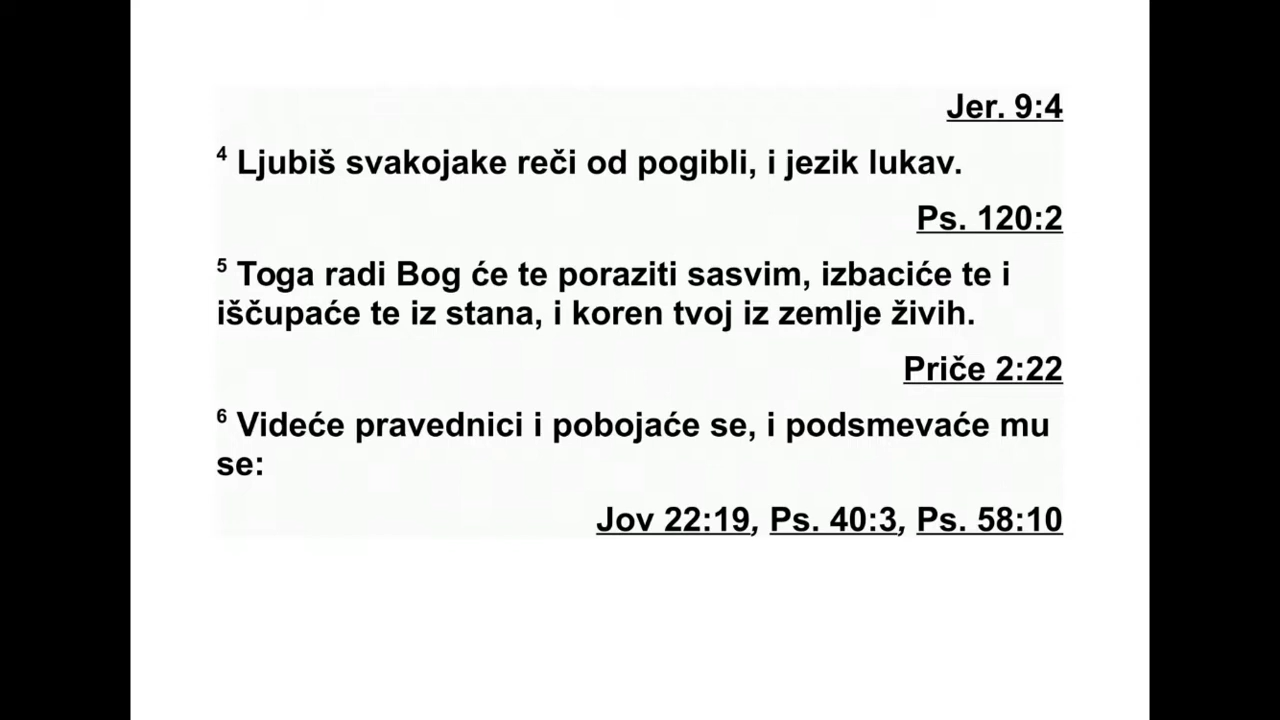 Jer. 9:4
4 Ljubiš svakojake reči od pogibli, i jezik lukav.
Ps. 120:2
5 Toga radi Bog će te poraziti sasvim, izbaciće te i
iščupaće te iz stana, i koren tvoj iz zemlje živih.
Priče 2:22
6 Videće pravednici i pobojaće se, i podsmevaće mu
se:
Jov 22:19, Ps. 40:3, Ps. 58:10